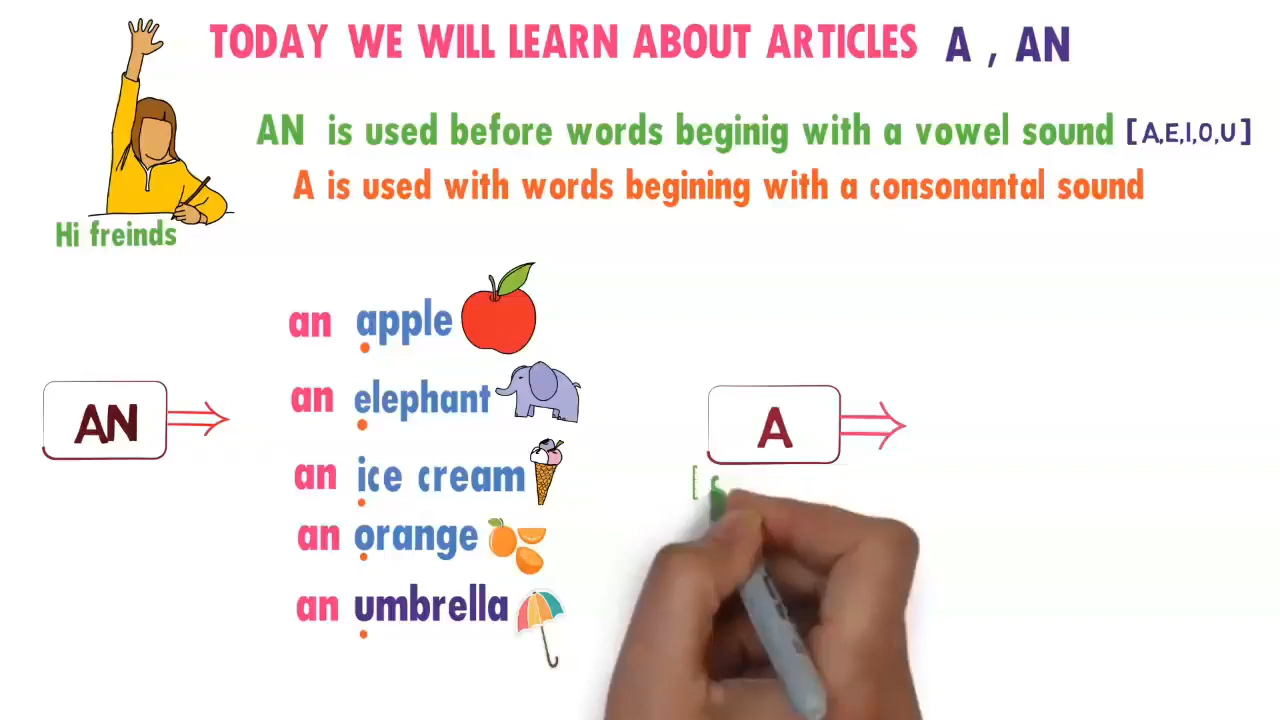 TODAY WE WILL LEARN ABOUT ARTICLES A , AN
AN is used before words beginig with a vowel sound [A,E,I,O,U]
A is used with words begining with a consonantal sound
Hi freinds
an apple
an elephant
AN
an ice cream
an orange
an umbrella
A
[